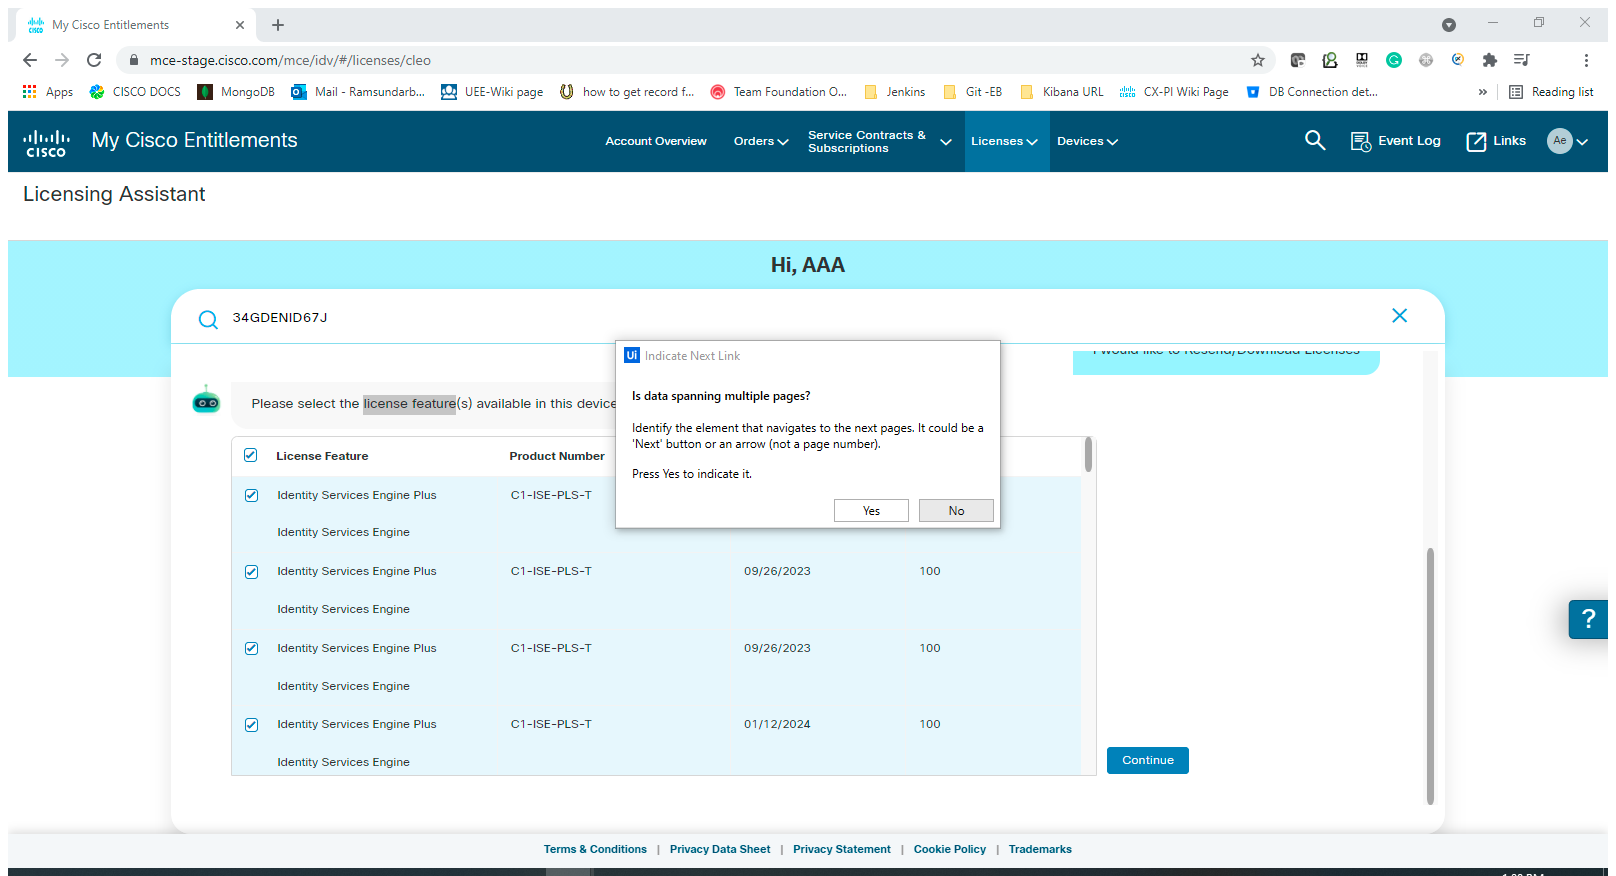 My Cisco Entitlements
mce-stage.cisco.com/mce/idv/#/licenses/cleo
Apps CISCO DOCS MongoDB Mail - Ramsundarb... UEE-Wiki page how to get record f... Team Foundation O... Jenkins Git -EB Kibana URL CX-PI Wiki Page DB Connection det... » Reading list
CISCO My Cisco Entitlements Account Overview Orders Service Contracts & Subscriptions Licenses Devices Event Log Links Ae
Licensing Assistant
Hi, AAA
34GDENID67J
I would like to Resend/Download Licenses
Ui Indicate Next Link
Is data spanning multiple pages?
Identify the element that navigates to the next pages. It could be a
'Next' button or an arrow (not a page number).
Press Yes to indicate it.
Yes No
Please select the license feature(s) available in this device
License Feature Product Number
Identity Services Engine Plus C1-ISE-PLS-T
Identity Services Engine
Identity Services Engine Plus C1-ISE-PLS-T 09/26/2023 100
Identity Services Engine
Identity Services Engine Plus C1-ISE-PLS-T 09/26/2023 100
Identity Services Engine
Identity Services Engine Plus C1-ISE-PLS-T 01/12/2024 100
Identity Services Engine
Continue
?
Terms & Conditions | Privacy Data Sheet | Privacy Statement | Cookie Policy | Trademarks